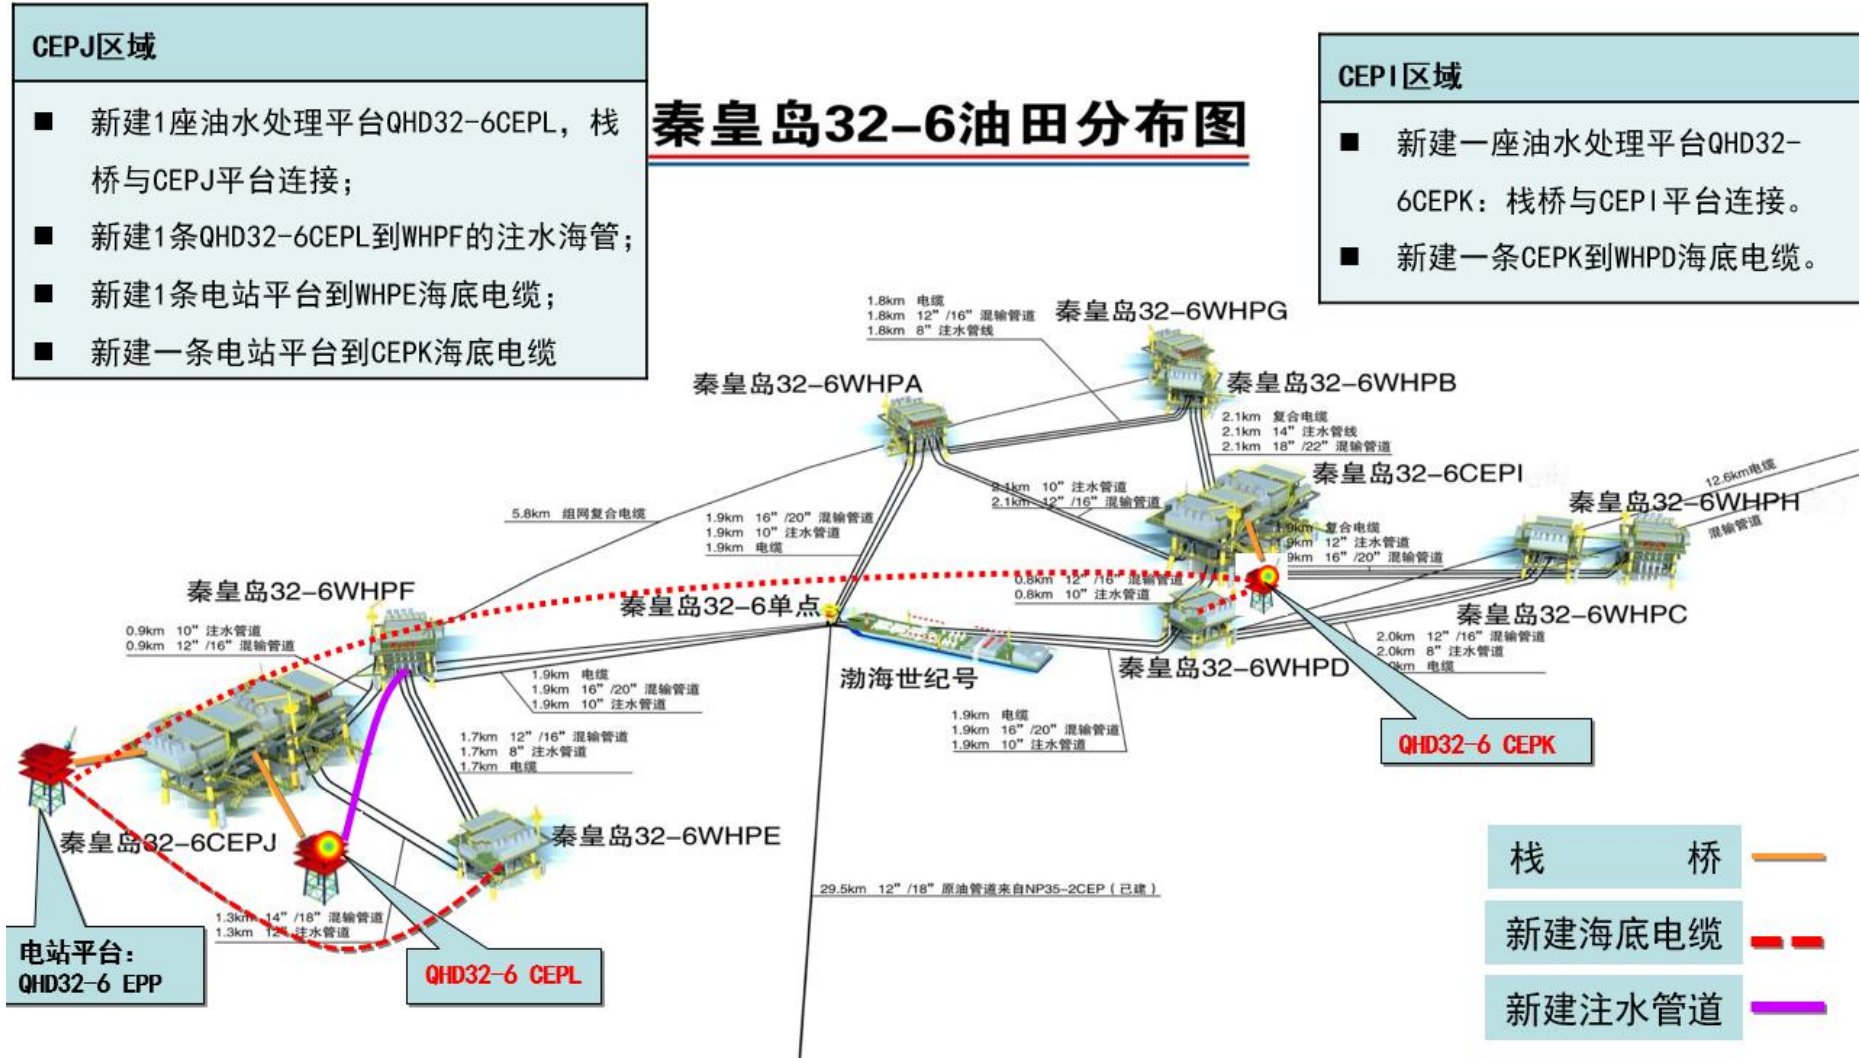 CEPJ区域
■ 新建1座油水处理平台QHD32-6CEPL，栈
桥与CEPJ平台连接；
■ 新建1条QHD32-6CEPL到WHPF的注水海管；
■ 新建1条电站平台到WHPE海底电缆；
■ 新建一条电站平台到CEPK海底电缆
秦皇岛32-6油田分布图
CEPI区域
■ 新建一座油水处理平台QHD32-
6CEPK：栈桥与CEPI平台连接。
■ 新建一条CEPK到WHPD海底电缆。
1.8km 电缆
1.8km 12”/16” 混输管道
1.8km 8” 注水管线
秦皇岛32-6WHPG
秦皇岛32-6WHPA
秦皇岛32-6WHPB
2.1km 复合电缆
2.1km 14” 注水管线
2.1km 18”/22” 混输管道
秦皇岛32-6CEPI
2.1km 10” 注水管道
2.1km 12”/16” 混输管道
12.6km电缆
混输管道
秦皇岛32-6WHPH
5.8km 组网复合电缆
1.9km 16”/20” 混输管道
1.9km 10” 注水管道
1.9km 电缆
1.9km 复合电缆
9km 12” 注水管道
9km 16”/20” 混输管道
秦皇岛32-6WHPF
0.8km 12”/16” 混输管道
0.8km 10” 注水管道
秦皇岛32-6单点
秦皇岛32-6WHPC
0.9km 10” 注水管道
0.9km 12”/16” 混输管道
2.0km 12”/16” 混输管道
2.0km 8” 注水管道
0km 电缆
渤海世纪号
秦皇岛32-6WHPD
1.9km 电缆
1.9km 16”/20” 混输管道
1.9km 10” 注水管道
1.9km 电缆
1.9km 16”/20” 混输管道
1.9km 10” 注水管道
1.7km 12”/16” 混输管道
1.7km 8” 注水管道
1.7km 电缆
QHD32-6 CEPK
秦皇岛32-6CEPJ
秦皇岛32-6WHPE
29.5km 12”/18” 原油管道来自NP35-2CEP（已建）
1.3km 14”/18” 混输管道
1.3km 12” 注水管道
电站平台：
QHD32-6 EPP
QHD32-6 CEPL
栈 桥
新建海底电缆
新建注水管道